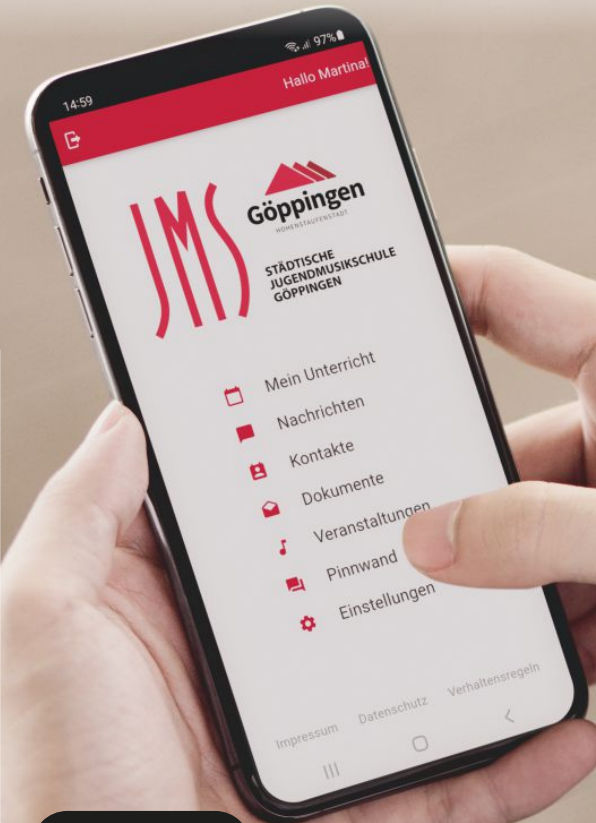 14:59
97%
Hallo Martina!
JMS
Göppingen
HOHENSTAUFENSTADT
STÄDTISCHE
JUGENDMUSIKSCHULE
GÖPPINGEN
Mein Unterricht
Nachrichten
Kontakte
Dokumente
Veranstaltungen
Pinnwand
Einstellungen
Impressum Datenschutz Verhaltensregeln